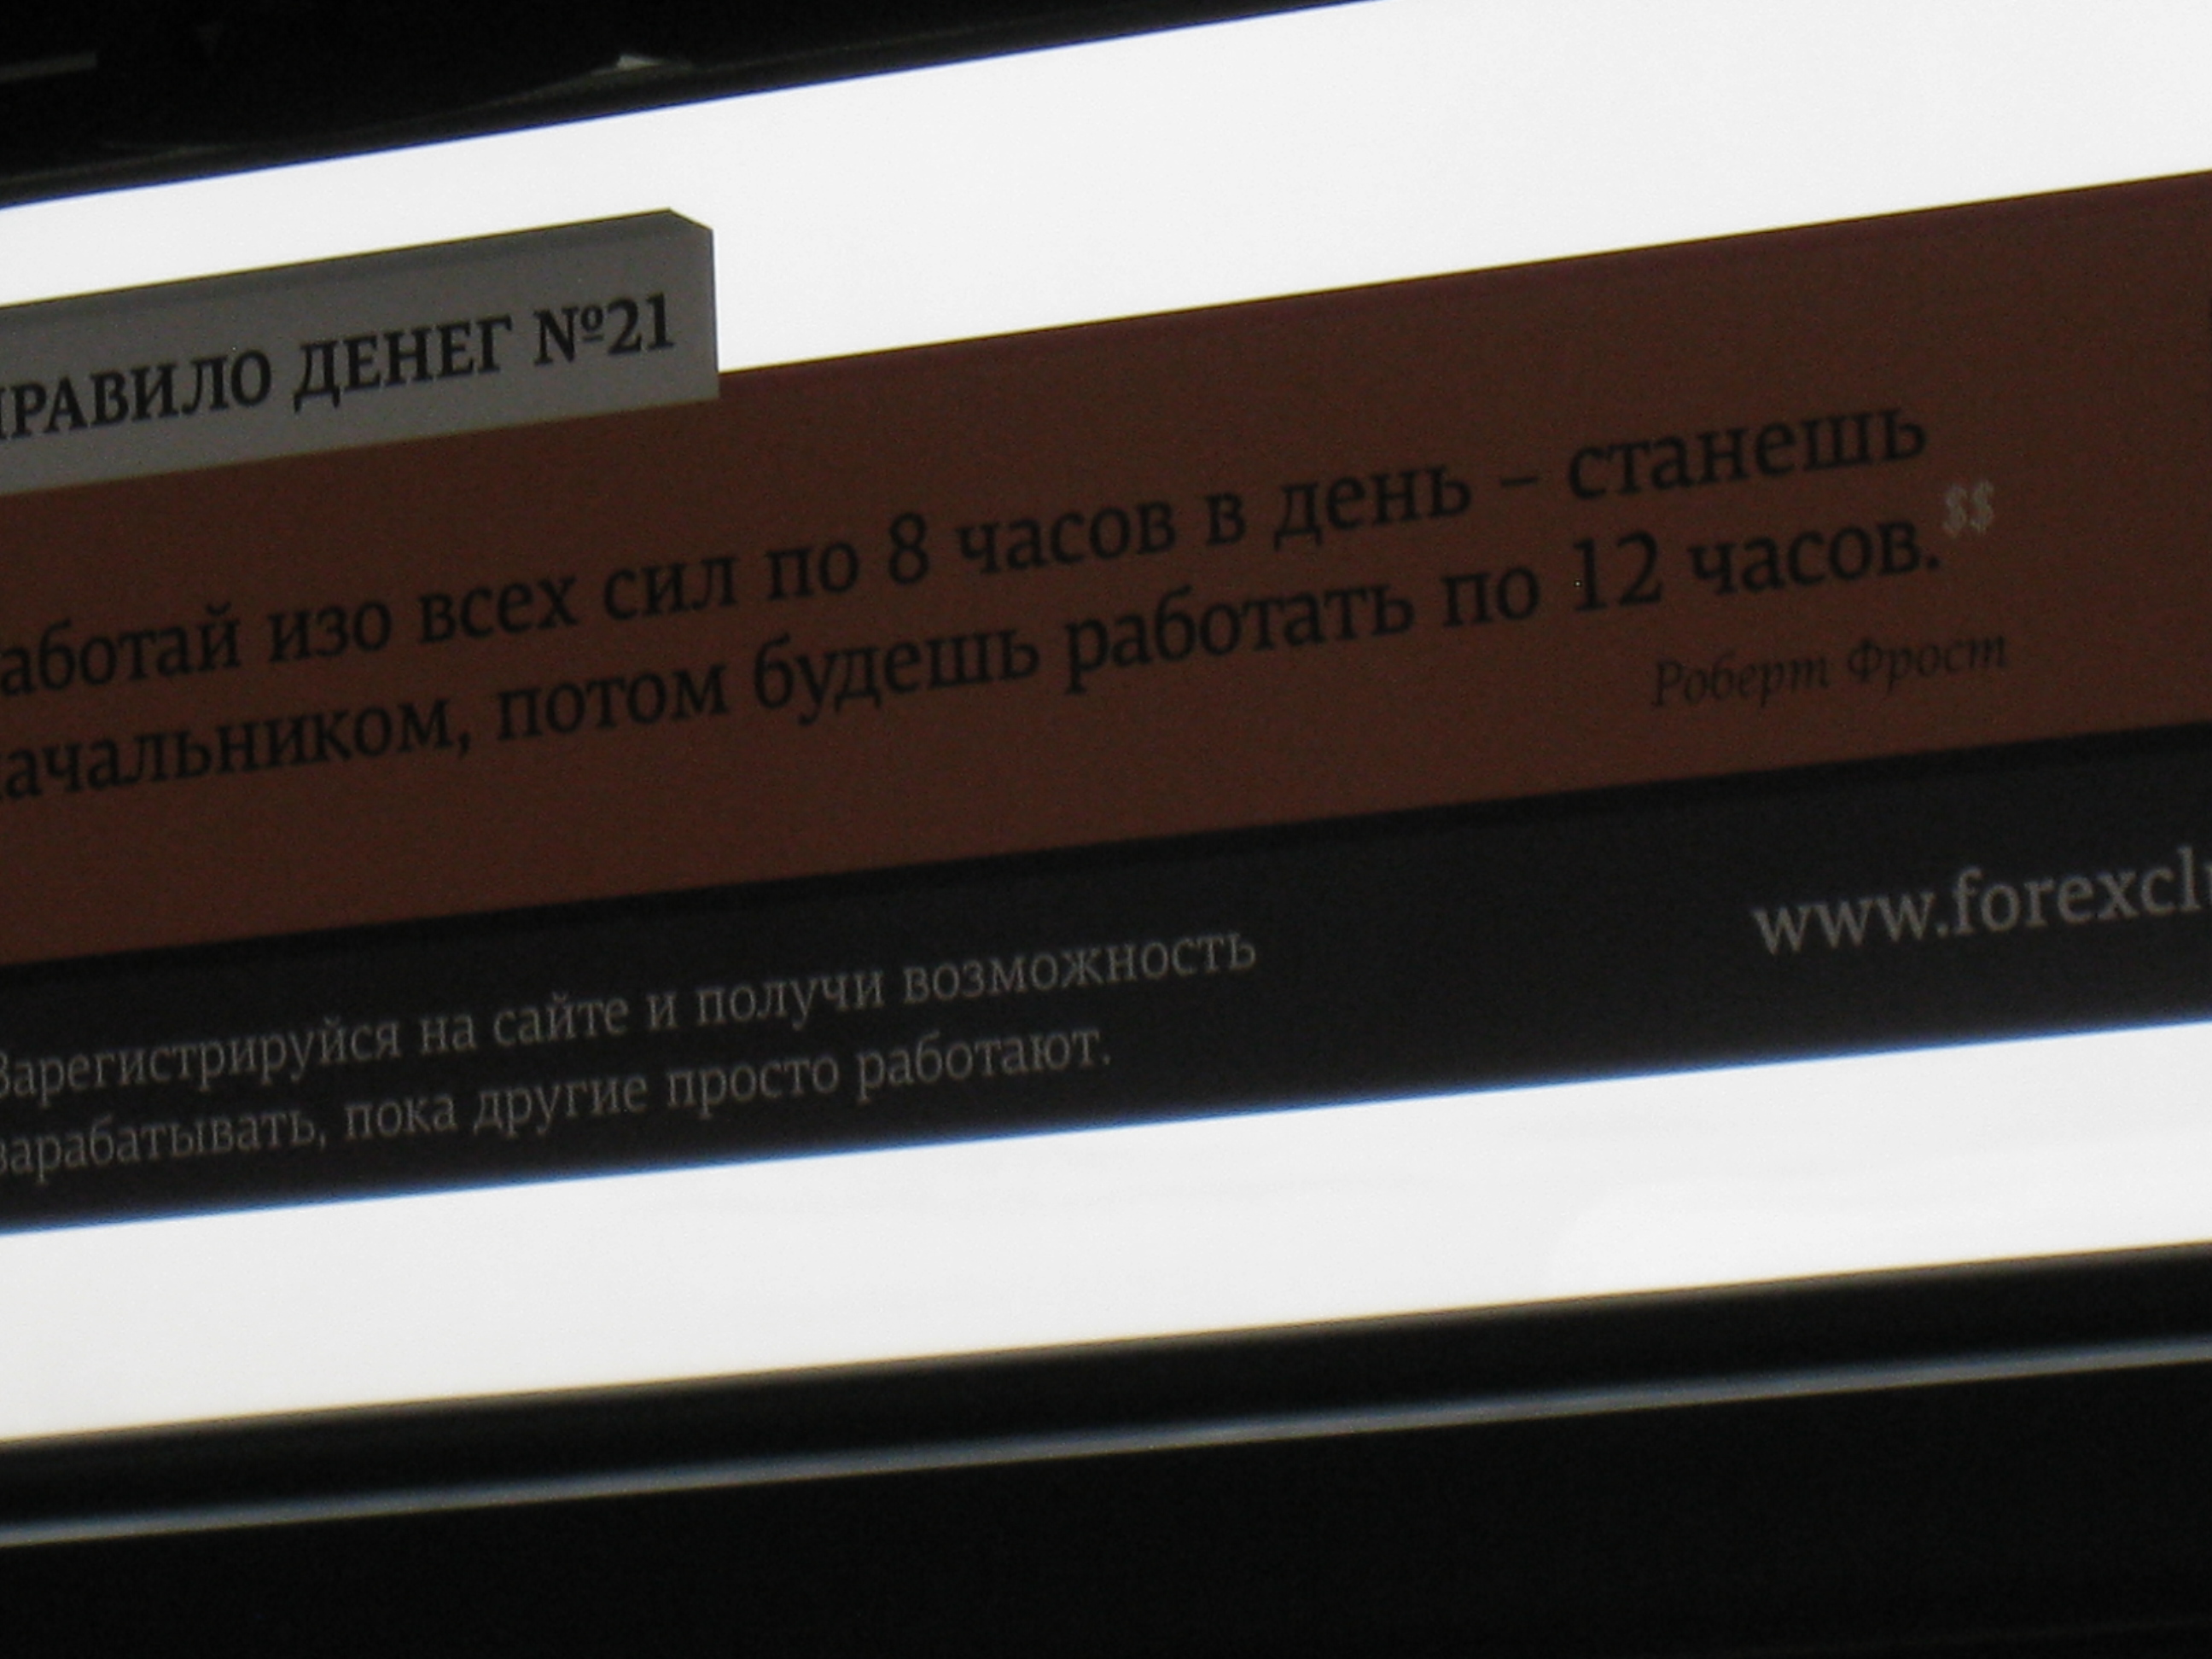 ПРАВИЛО ДЕНЕГ №21
аботай изо всех сил по 8 часов в день – станешь
ачальником, потом будешь работать по 12 часов.$$
Роберт Фрост
www.forexclu
Зарегистрируйся на сайте и получи возможность
зарабатывать, пока другие просто работают.